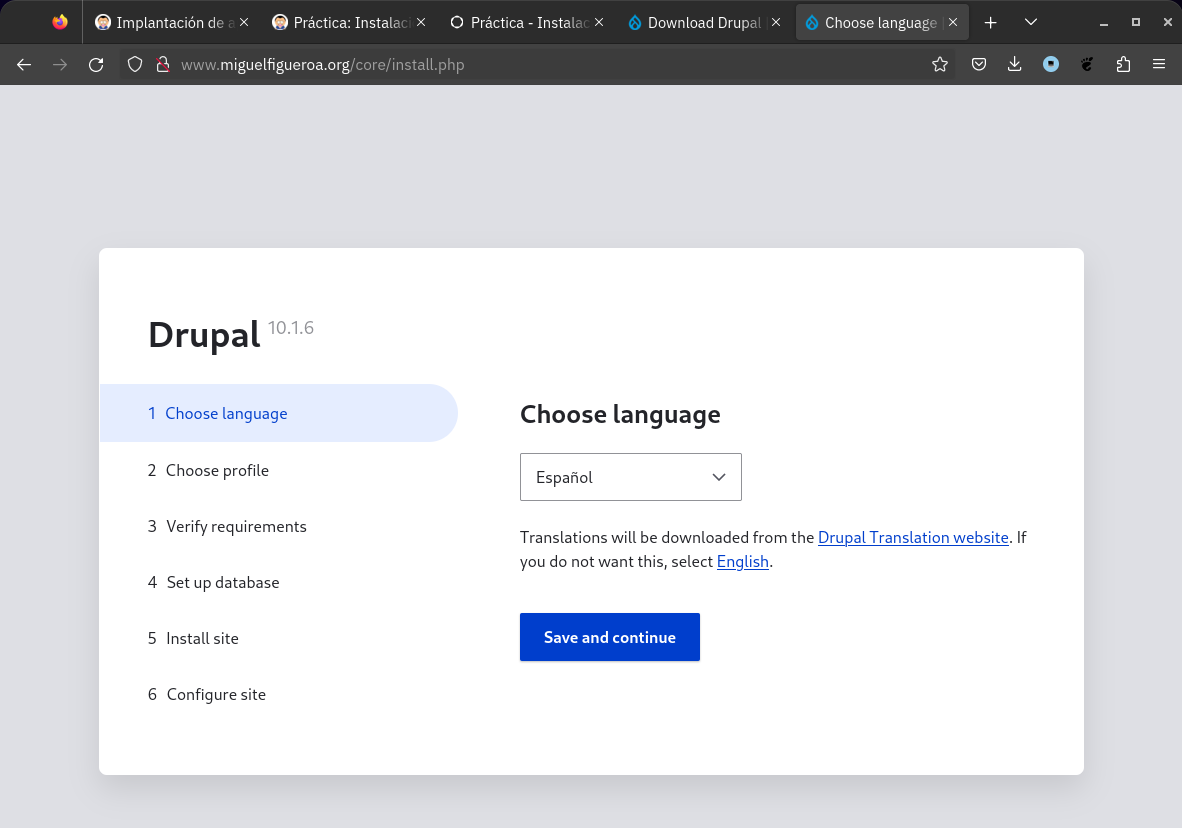 Implantación de a
Práctica: Instalaci
Práctica - Instalac
Download Drupal
Choose language
www.miguelfigueroa.org/core/install.php
Drupal 10.1.6
1 Choose language
2 Choose profile
3 Verify requirements
4 Set up database
5 Install site
6 Configure site
Choose language
Español
Translations will be downloaded from the Drupal Translation website. If
you do not want this, select English.
Save and continue